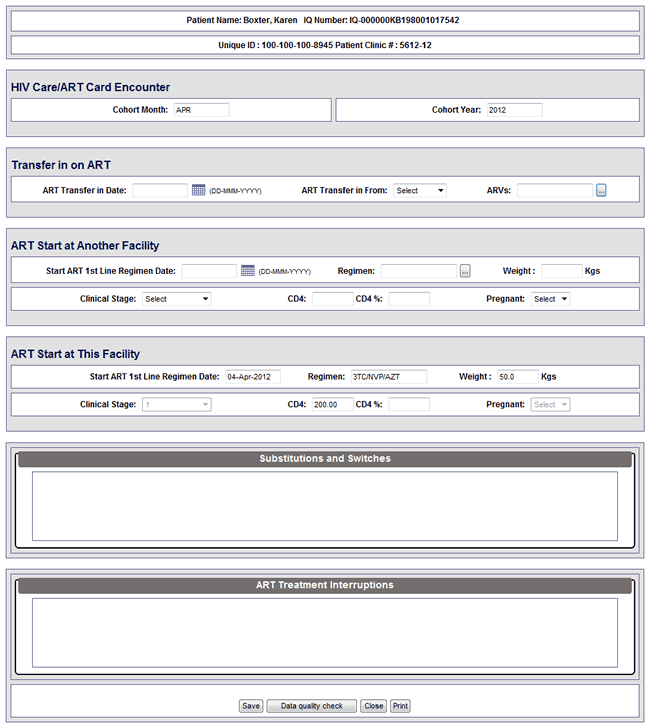 Patient Name: Boxter, Karen IQ Number: IQ-000000KB198001017542
Unique ID : 100-100-100-8945 Patient Clinic # : 5612-12
HIV Care/ART Card Encounter
Cohort Month: APR Cohort Year: 2012
Transfer in on ART
ART Transfer in Date: (DD-MMM-YYYY) ART Transfer in From: Select ARVs: ...
ART Start at Another Facility
Start ART 1st Line Regimen Date: (DD-MMM-YYYY) Regimen: ... Weight : Kgs
Clinical Stage: Select CD4: CD4 %: Pregnant: Select
ART Start at This Facility
Start ART 1st Line Regimen Date: 04-Apr-2012 Regimen: 3TC/NVP/AZT Weight : 50.0 Kgs
Clinical Stage: 1 CD4: 200.00 CD4 %: Pregnant: Select
Substitutions and Switches
ART Treatment Interruptions
Save Data quality check Close Print